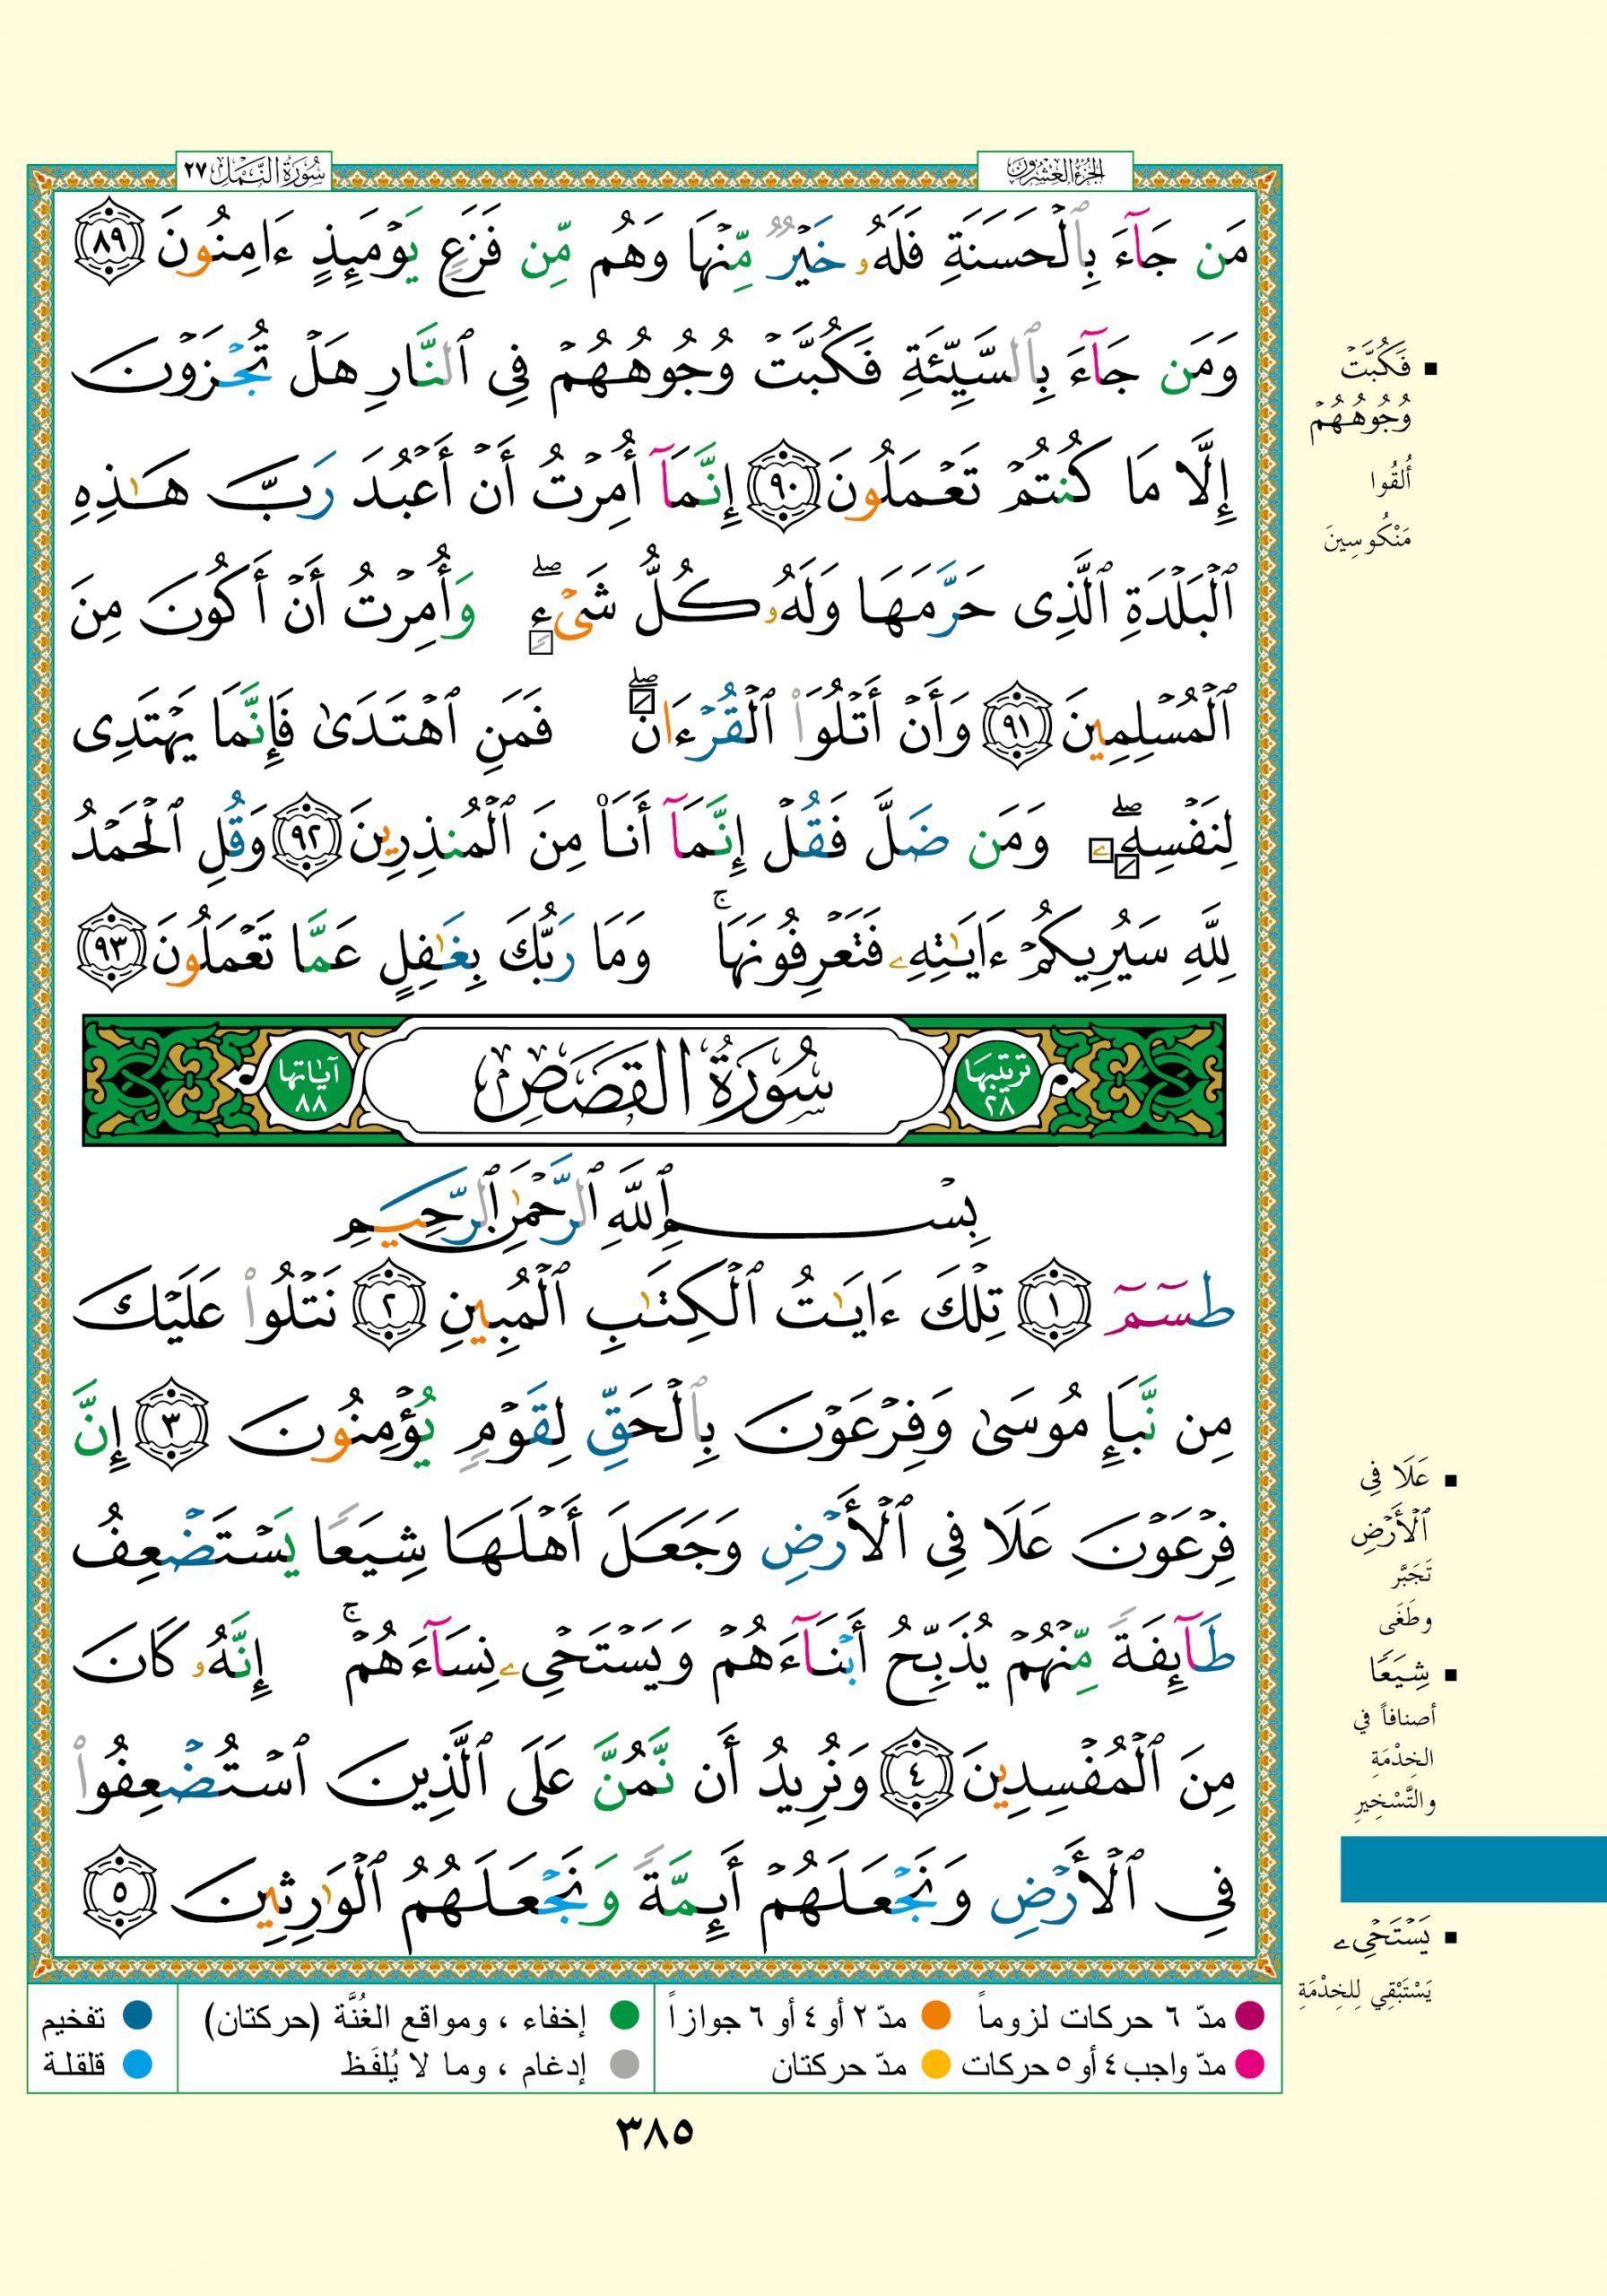 الجزء العشرون
سورة النمل ٢٧
مَن جَآءَ بِٱلْحَسَنَةِ فَلَهُۥ خَيْرٌ مِّنْهَا وَهُم مِّن فَزَعٍ يَوْمَئِذٍ ءَامِنُونَ ٨٩
وَمَن جَآءَ بِٱلسَّيِّئَةِ فَكُبَّتْ وُجُوهُهُمْ فِى ٱلنَّارِ هَلْ تُجْزَوْنَ
إِلَّا مَا كُنتُمْ تَعْمَلُونَ ٩٠ إِنَّمَآ أُمِرْتُ أَنْ أَعْبُدَ رَبَّ هَـٰذِهِ
ٱلْبَلْدَةِ ٱلَّذِى حَرَّمَهَا وَلَهُۥ كُلُّ شَىْءٍ ۖ وَأُمِرْتُ أَنْ أَكُونَ مِنَ
ٱلْمُسْلِمِينَ ٩١ وَأَنْ أَتْلُوَا۟ ٱلْقُرْءَانَ ۖ فَمَنِ ٱهْتَدَىٰ فَإِنَّمَا يَهْتَدِى
لِنَفْسِهِۦ ۖ وَمَن ضَلَّ فَقُلْ إِنَّمَآ أَنَا۠ مِنَ ٱلْمُنذِرِينَ ٩٢ وَقُلِ ٱلْحَمْدُ
لِلَّهِ سَيُرِيكُمْ ءَايَـٰتِهِۦ فَتَعْرِفُونَهَا ۚ وَمَا رَبُّكَ بِغَـٰفِلٍ عَمَّا تَعْمَلُونَ ٩٣
ترتيبها ٢٨ سُورَةُ القَصَصِ آياتها ٨٨
بِسْمِ ٱللَّهِ ٱلرَّحْمَـٰنِ ٱلرَّحِيمِ
طسٓمٓ ١ تِلْكَ ءَايَـٰتُ ٱلْكِتَـٰبِ ٱلْمُبِينِ ٢ نَتْلُوا۟ عَلَيْكَ
مِن نَّبَإِ مُوسَىٰ وَفِرْعَوْنَ بِٱلْحَقِّ لِقَوْمٍ يُؤْمِنُونَ ٣ إِنَّ
فِرْعَوْنَ عَلَا فِى ٱلْأَرْضِ وَجَعَلَ أَهْلَهَا شِيَعًا يَسْتَضْعِفُ
طَآئِفَةً مِّنْهُمْ يُذَبِّحُ أَبْنَآءَهُمْ وَيَسْتَحْىِۦ نِسَآءَهُمْ ۚ إِنَّهُۥ كَانَ
مِنَ ٱلْمُفْسِدِينَ ٤ وَنُرِيدُ أَن نَّمُنَّ عَلَى ٱلَّذِينَ ٱسْتُضْعِفُوا۟
فِى ٱلْأَرْضِ وَنَجْعَلَهُمْ أَئِمَّةً وَنَجْعَلَهُمُ ٱلْوَٰرِثِينَ ٥
فَكُبَّتْ
وُجُوهُهُمْ
أُلقُوا
مَنْكُوسِينَ
عَلَا فِى
ٱلْأَرْضِ
تَجَبَّر
وطَغَى
شِيَعًا
أصنافاً في
الخِدْمَةِ
والتَّسْخِيرِ
يَسْتَحْىِۦ
يَسْتَبْقِي لِلخِدْمَةِ
مدّ ٦ حركات لزوماً
مدّ ٢ أو ٤ أو ٦ جوازاً
إخفاء ، ومواقع الغُنَّة (حركتان)
تفخيم
مدّ واجب ٤ أو ٥ حركات
مدّ حركتان
إدغام ، وما لا يُلفَظ
قلقلة
٣٨٥